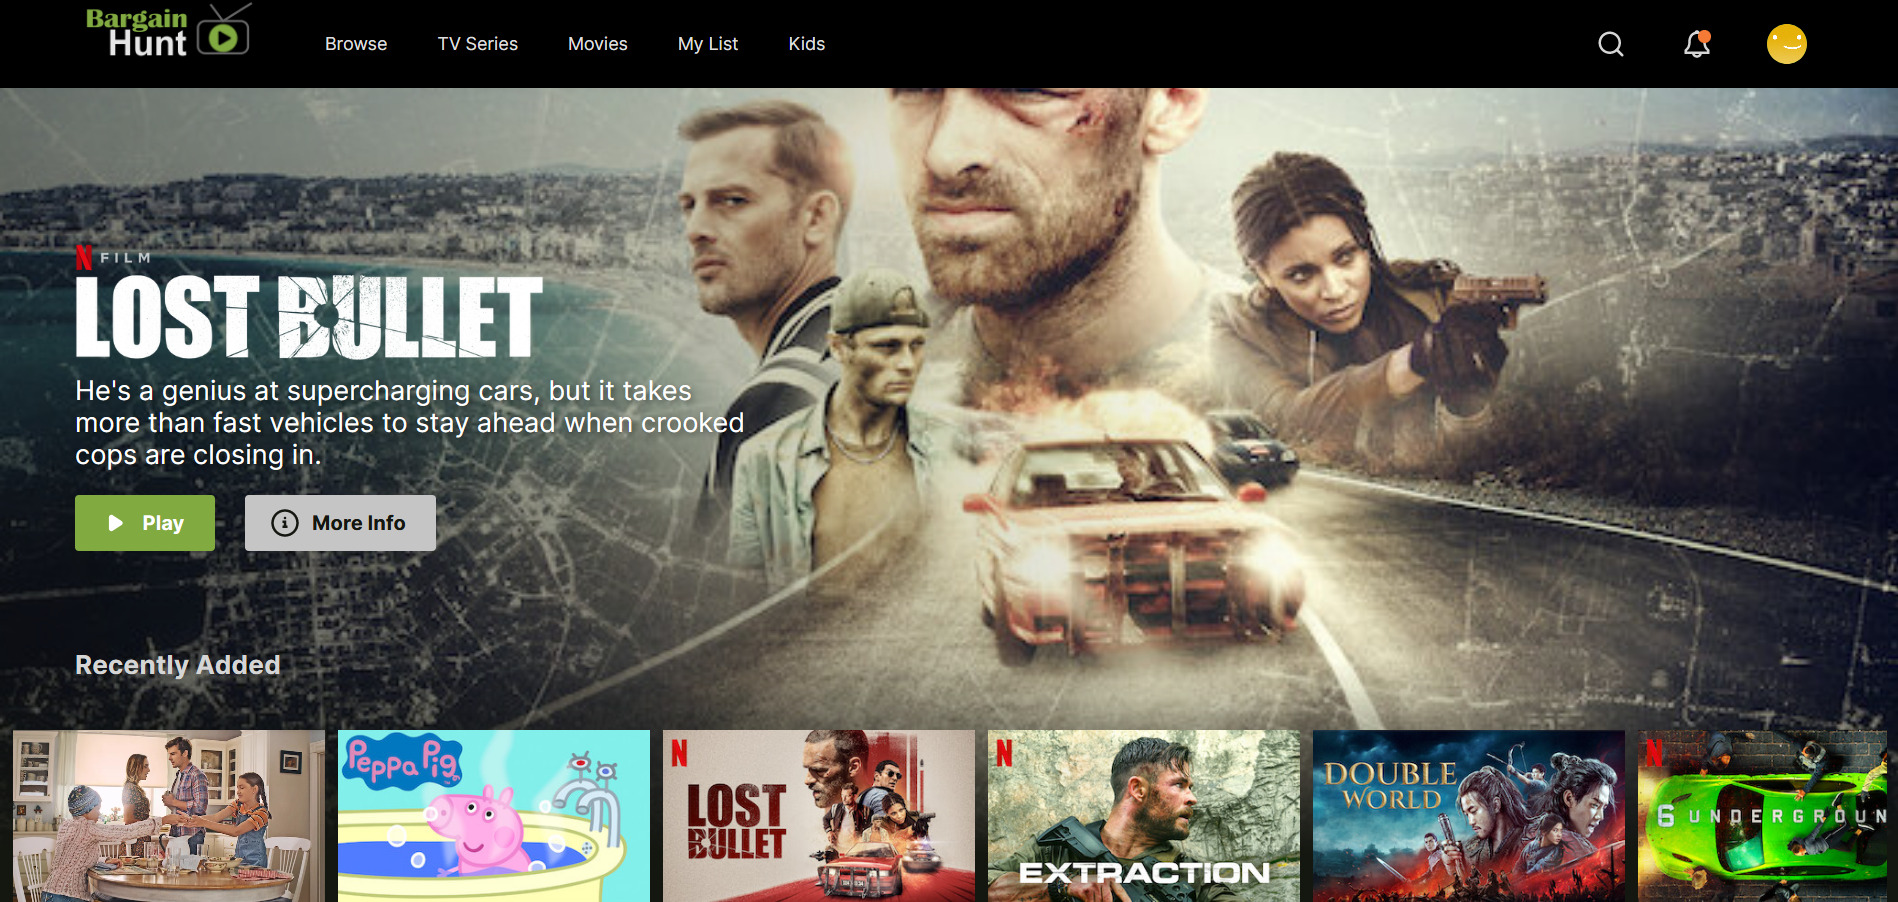 Bargain
Hunt
Browse
TV Series
Movies
My List
Kids
N FILM
LOST BULLET
He's a genius at supercharging cars, but it takes
more than fast vehicles to stay ahead when crooked
cops are closing in.
Play
More Info
Recently Added
Peppa Pig
N
LOST
BULLET
N
EXTRACTION
DOUBLE
WORLD
N
6 UNDERGROUN